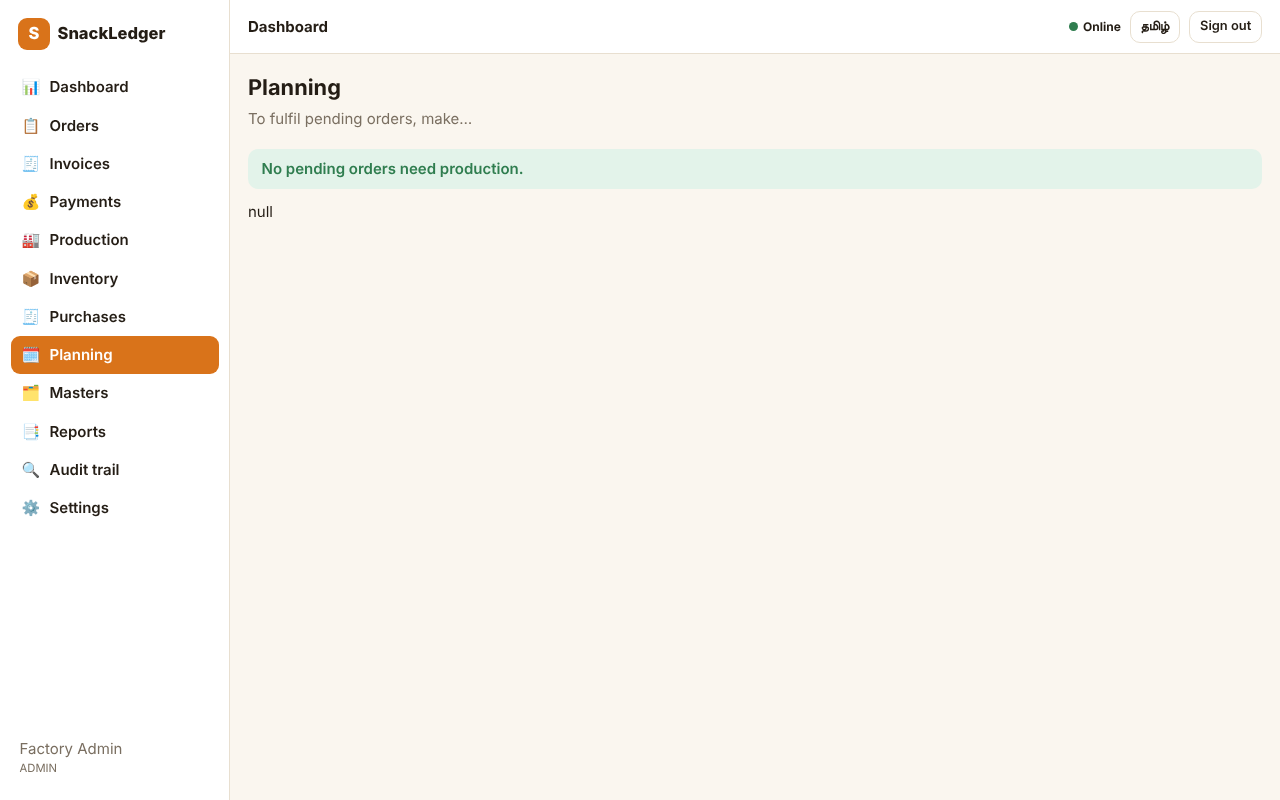 S SnackLedger
Dashboard
Orders
Invoices
Payments
Production
Inventory
Purchases
Planning
Masters
Reports
Audit trail
Settings
Factory Admin
ADMIN
Dashboard
Online
தமிழ்
Sign out
Planning
To fulfil pending orders, make...
No pending orders need production.
null